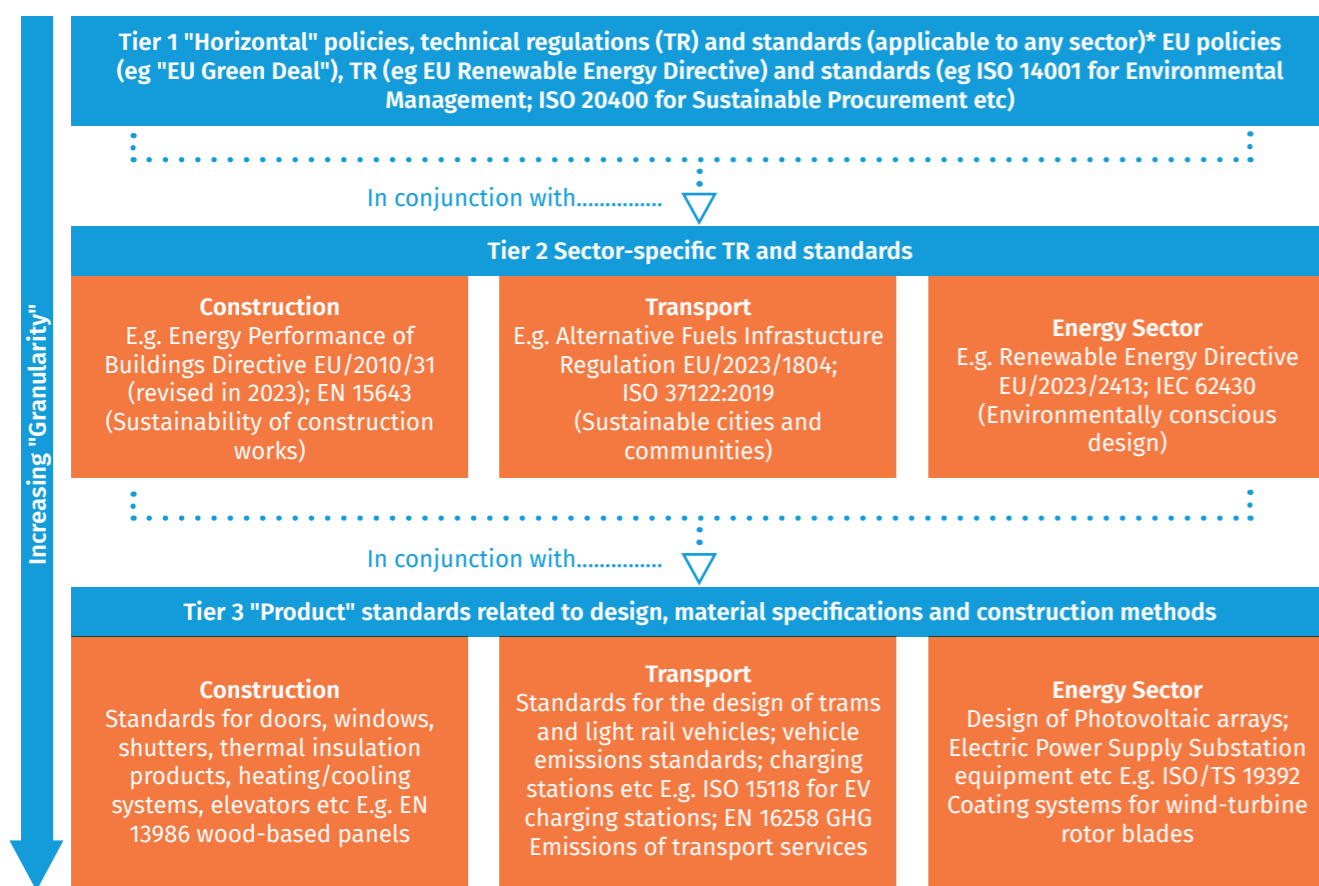 Tier 1 "Horizontal" policies, technical regulations (TR) and standards (applicable to any sector)* EU policies
(eg "EU Green Deal"), TR (eg EU Renewable Energy Directive) and standards (eg ISO 14001 for Environmental
Management; ISO 20400 for Sustainable Procurement etc)
In conjunction with...............
Increasing "Granularity"
Tier 2 Sector-specific TR and standards
Construction
E.g. Energy Performance of
Buildings Directive EU/2010/31
(revised in 2023); EN 15643
(Sustainability of construction
works)
Transport
E.g. Alternative Fuels Infrastucture
Regulation EU/2023/1804;
ISO 37122:2019
(Sustainable cities and
communities)
Energy Sector
E.g. Renewable Energy Directive
EU/2023/2413; IEC 62430
(Environmentally conscious
design)
In conjunction with...............
Tier 3 "Product" standards related to design, material specifications and construction methods
Construction
Standards for doors, windows,
shutters, thermal insulation
products, heating/cooling
systems, elevators etc E.g. EN
13986 wood-based panels
Transport
Standards for the design of trams
and light rail vehicles; vehicle
emissions standards; charging
stations etc E.g. ISO 15118 for EV
charging stations; EN 16258 GHG
Emissions of transport services
Energy Sector
Design of Photovoltaic arrays;
Electric Power Supply Substation
equipment etc E.g. ISO/TS 19392
Coating systems for wind-turbine
rotor blades